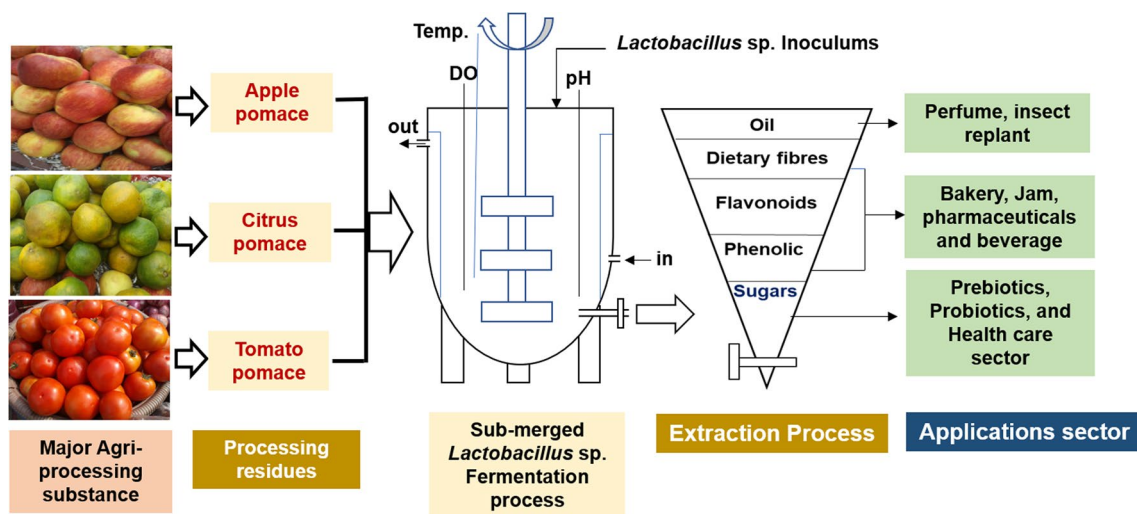 Temp.
Lactobacillus sp. Inoculums
DO
pH
Apple
pomace
out
Oil
Perfume, insect
replant
Dietary fibres
Citrus
pomace
Flavonoids
Bakery, Jam,
pharmaceuticals
and beverage
Phenolic
in
Sugars
Prebiotics,
Probiotics, and
Health care
sector
Tomato
pomace
Major Agri-
processing
substance
Processing
residues
Sub-merged
Lactobacillus sp.
Fermentation
process
Extraction Process
Applications sector